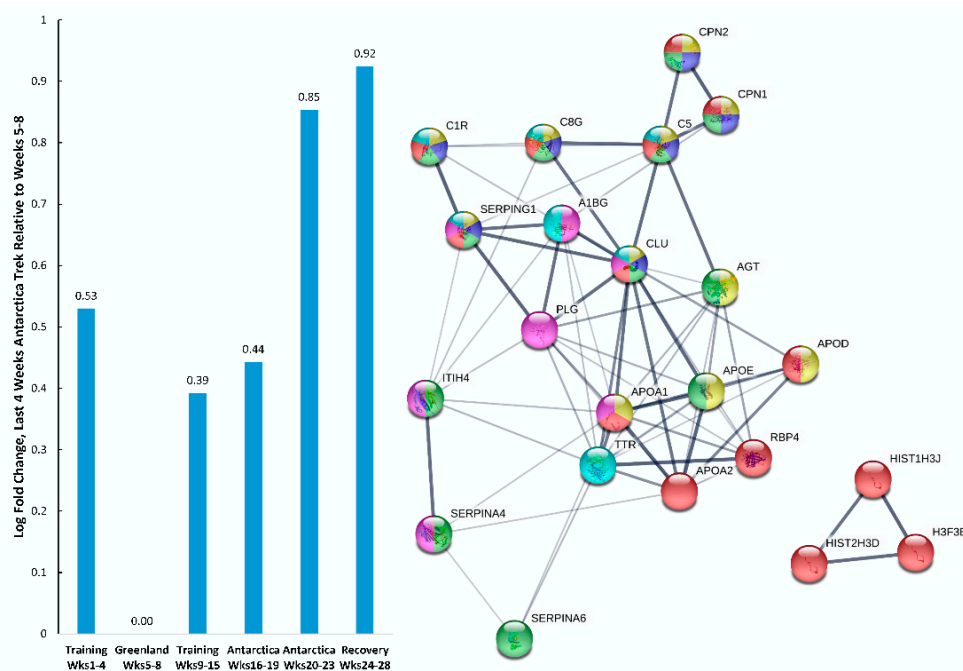 Log Fold Change, Last 4 Weeks Antarctica Trek Relative to Weeks 5-8
1
0.9
0.8
0.7
0.6
0.5
0.4
0.3
0.2
0.1
0
0.53
0.00
0.39
0.44
0.85
0.92
Training
Wks1-4
Greenland
Wks5-8
Training
Wks9-15
Antarctica
Wks16-19
Antarctica
Wks20-23
Recovery
Wks24-28
CPN2
CPN1
C1R
C8G
C5
SERPING1
A1BG
CLU
AGT
PLG
APOD
ITIH4
APOA1
APOE
TTR
RBP4
APOA2
HIST1H3J
SERPINA4
HIST2H3D
SERPINA6